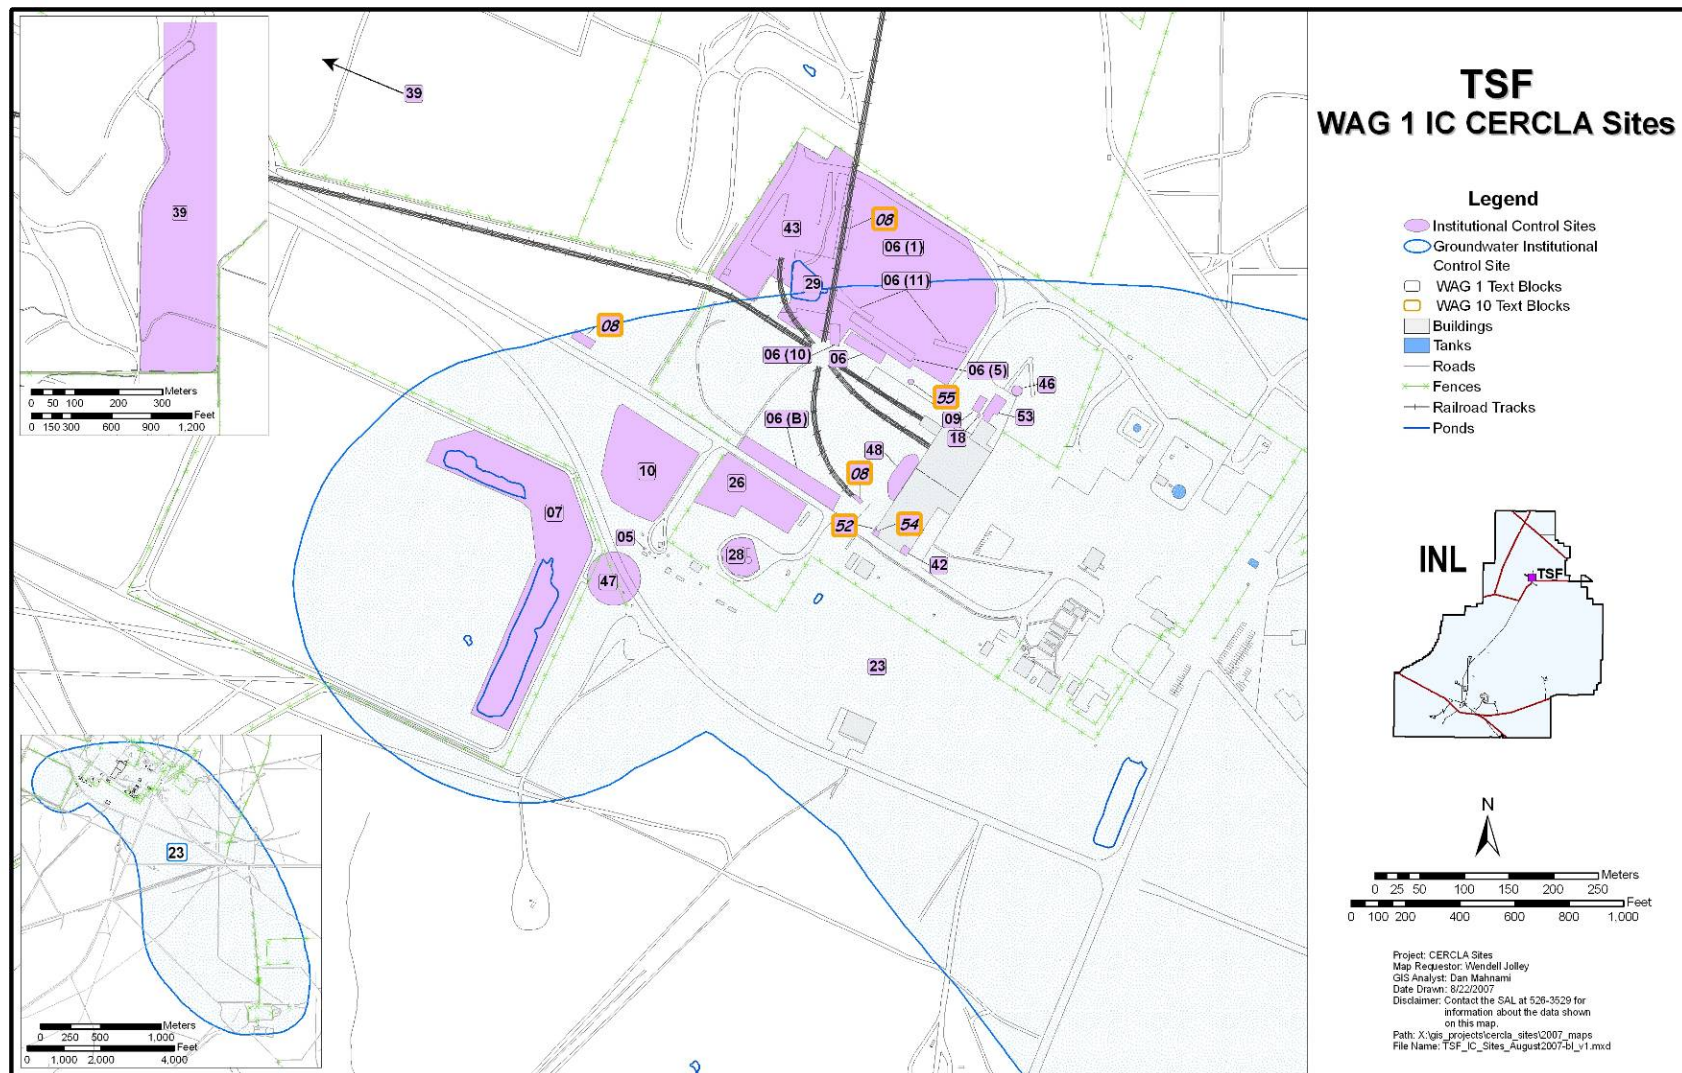 TSF
WAG 1 IC CERCLA Sites
Legend
Institutional Control Sites
Groundwater Institutional
Control Site
WAG 1 Text Blocks
WAG 10 Text Blocks
Buildings
Tanks
Roads
Fences
Railroad Tracks
Ponds
39
39
Meters
0 50 100 200 300
Feet
0 150 300 600 900 1,200
43
08
06 (1)
06 (11)
29
08
06 (10)
06
06 (5)
46
55
09
53
18
06 (B)
48
10
26
08
07
52
54
05
28
42
47
23
23
Meters
0 250 500 1,000
Feet
0 1,000 2,000 4,000
INL
TSF
N
Meters
0 25 50 100 150 200 250
Feet
0 100 200 400 600 800 1,000
Project: CERCLA Sites
Map Requestor: Wendell Jolley
GIS Analyst: Dan Mahnami
Date Drawn: 8/22/2007
Disclaimer: Contact the SAL at 526-3529 for
information about the data shown
on this map.
Path: X:\gis_projects\cercla_sites\2007_maps
File Name: TSF_IC_Sites_August2007-bl_v1.mxd